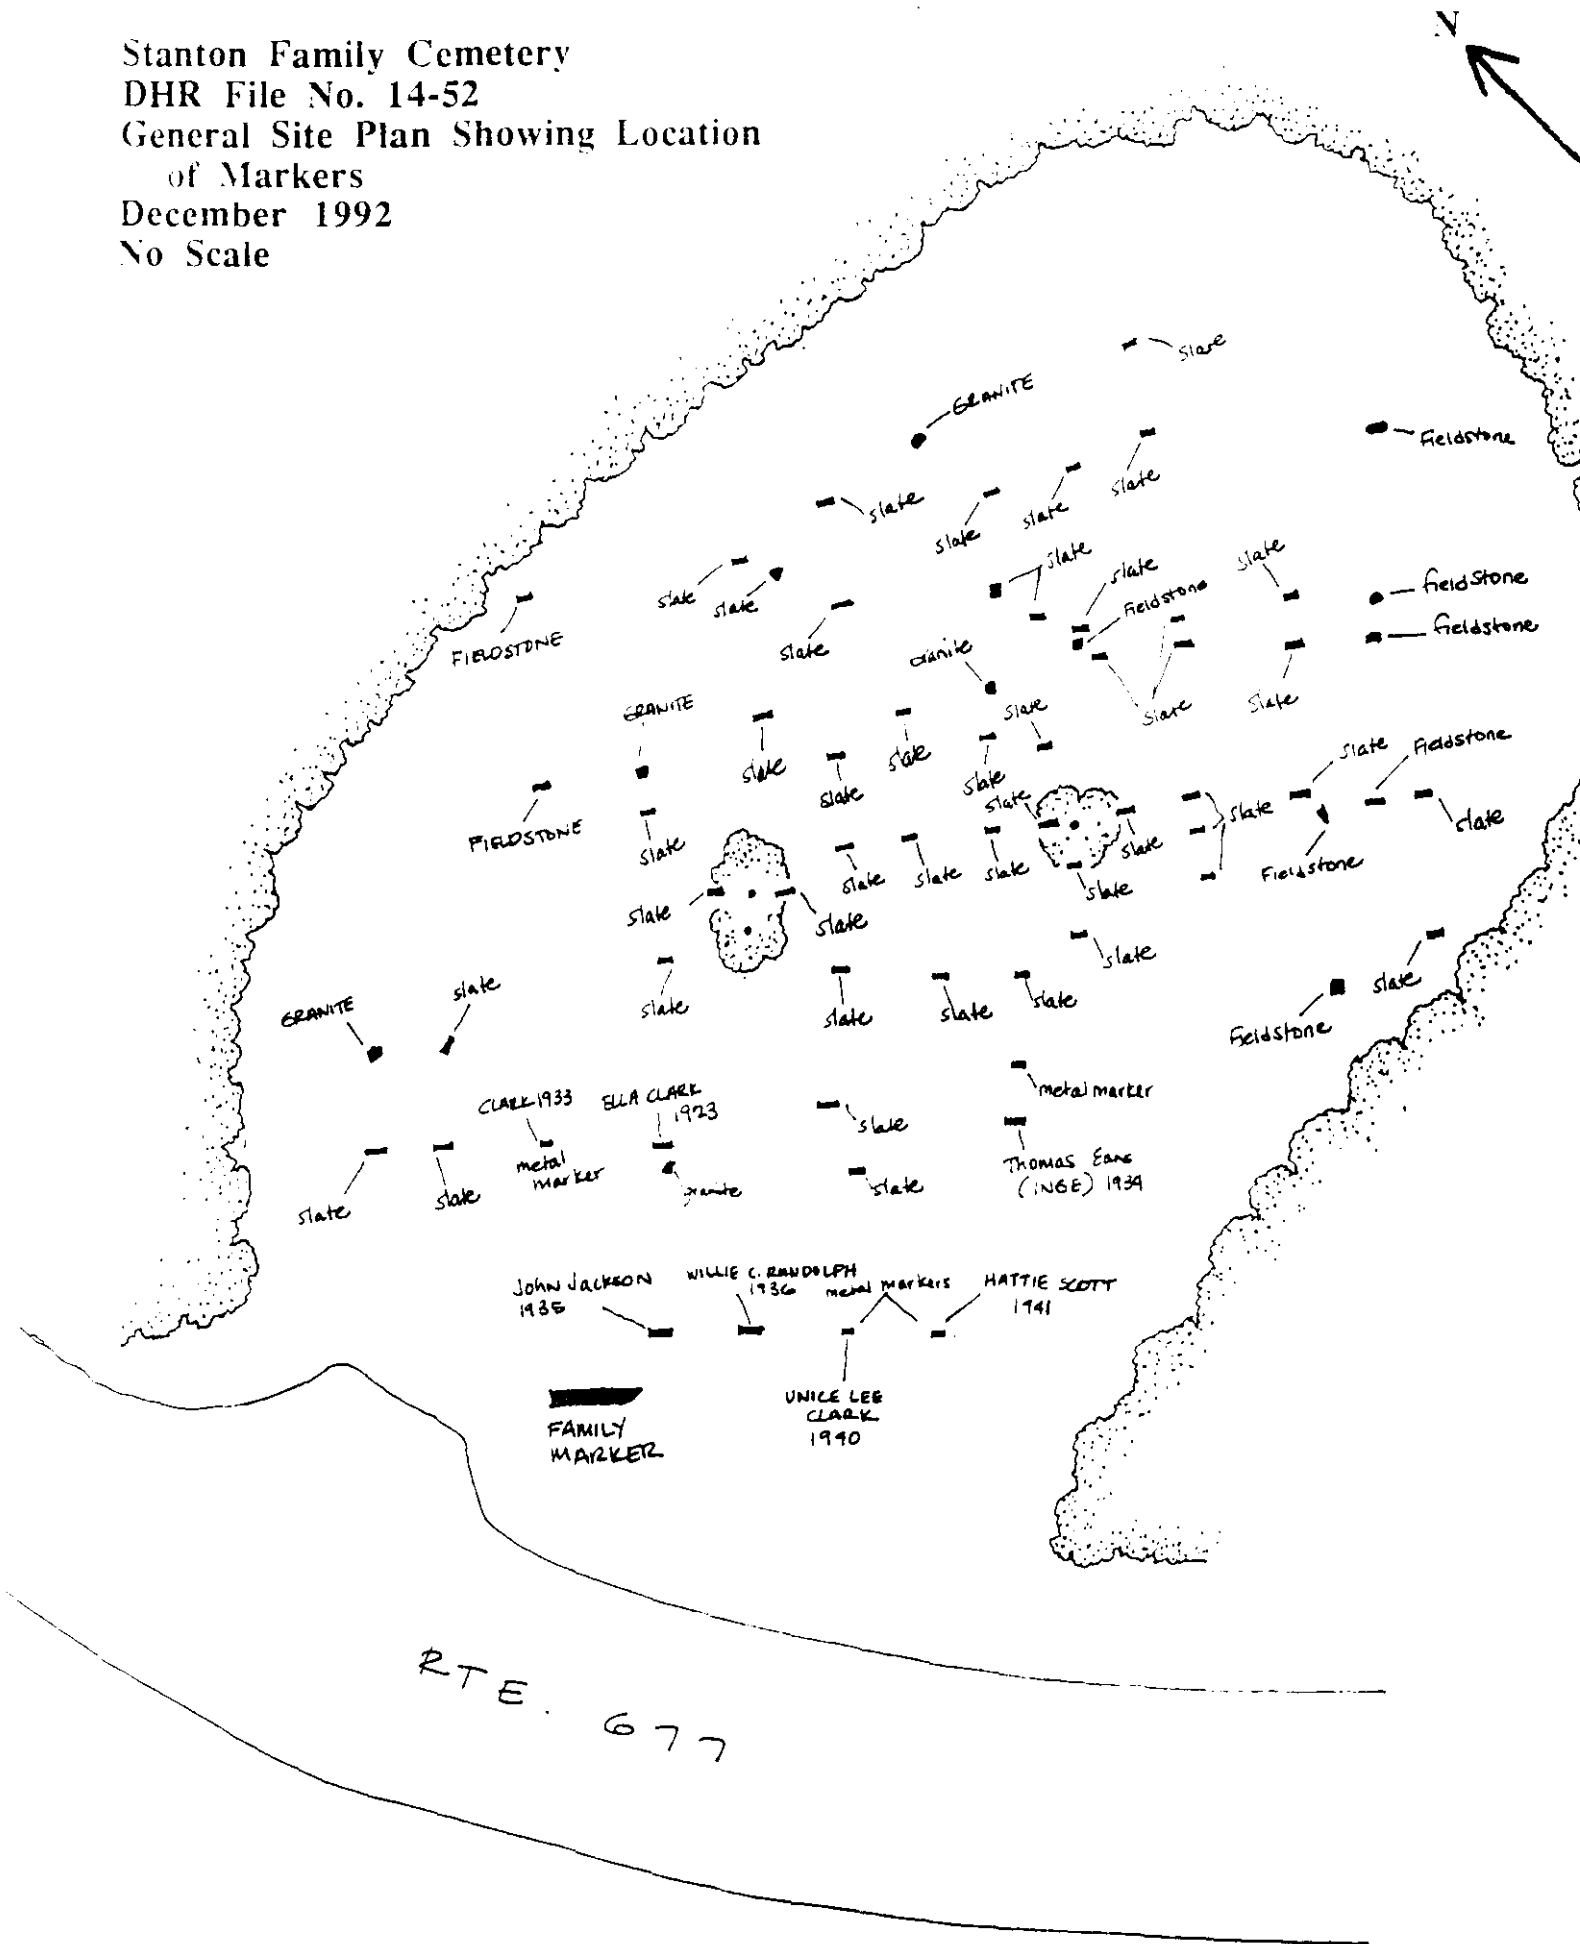 Stanton Family Cemetery
DHR File No. 14-52
General Site Plan Showing Location
of Markers
December 1992
No Scale
N
slate
GRANITE
Fieldstone
slate
slate
slate
slate
slate
slate
slate
fieldstone
slate
fieldstone
fieldstone
slate
slate
FIELDSTONE
slate
granite
slate
slate
slate
GRANITE
slate
slate
slate
slate
slate
Fieldstone
slate
slate
slate
slate
Fieldstone
FIELDSTONE
slate
slate
slate
slate
slate
slate
slate
slate
slate
slate
slate
GRANITE
slate
slate
slate
slate
Fieldstone
CLARK 1933
ELLA CLARK
1923
metal marker
slate
metal
marker
granite
slate
Thomas
(INGE) 1934
slate
slate
John Jackson
1935
WILLIE C. RANDOLPH
1936
metal markers
HATTIE SCOTT
1941
FAMILY
MARKER
UNICE LEE
CLARK
1940
RTE. 677